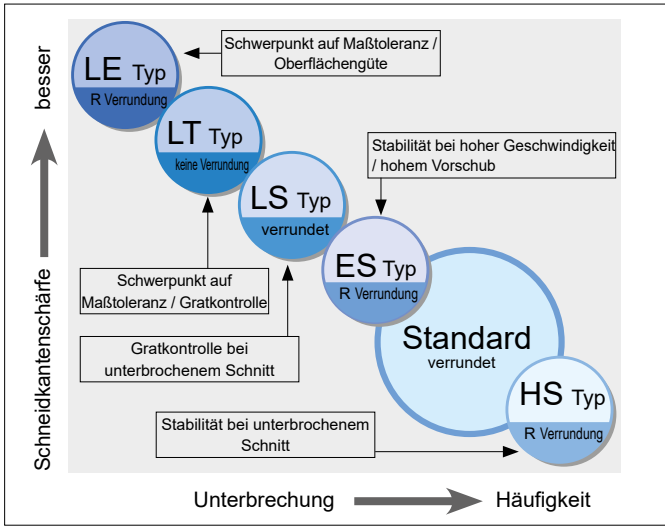 besser
Schneidkantenschärfe
LE Typ
R Verrundung
Schwerpunkt auf Maßtoleranz /
Oberflächengüte
LT Typ
keine Verrundung
Stabilität bei hoher Geschwindigkeit
/ hohem Vorschub
LS Typ
verrundet
ES Typ
R Verrundung
Schwerpunkt auf
Maßtoleranz / Gratkontrolle
Standard
verrundet
Gratkontrolle bei
unterbrochenem Schnitt
HS Typ
R Verrundung
Stabilität bei unterbrochenem
Schnitt
Unterbrechung
Häufigkeit